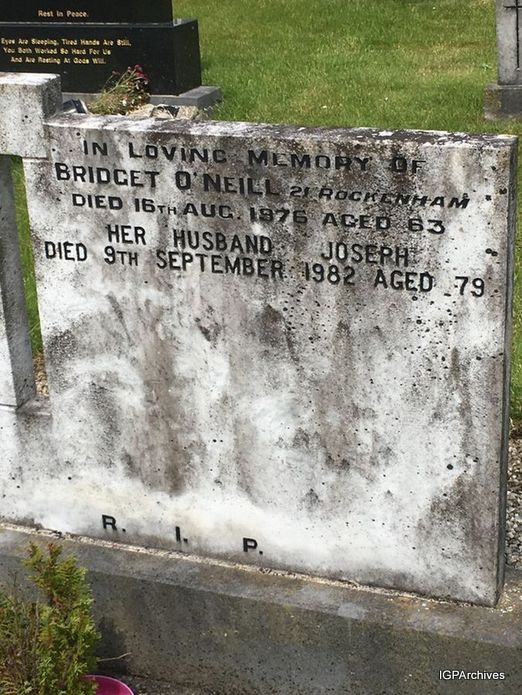 Rest In Peace.
Eyes Are Sleeping, Tired Hands Are Still,
You Both Worked So Hard For Us
And Are Resting At Gods Will.
IN LOVING MEMORY OF
BRIDGET O'NEILL 21 ROCKENHAM
DIED 16TH AUG. 1976 AGED 63
HER HUSBAND JOSEPH
DIED 9TH SEPTEMBER 1982 AGED 79
R. I. P.
IGPArchives